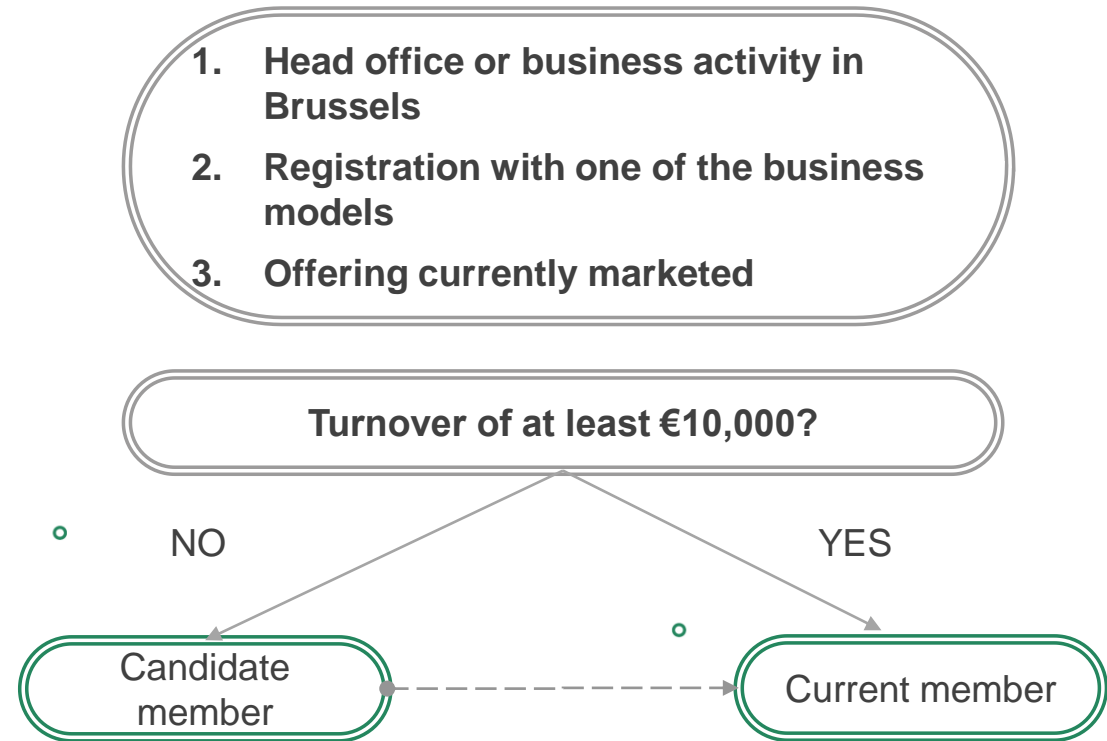 1. Head office or business activity in
Brussels
2. Registration with one of the business
models
3. Offering currently marketed
Turnover of at least €10,000?
NO
YES
Candidate
member
Current member